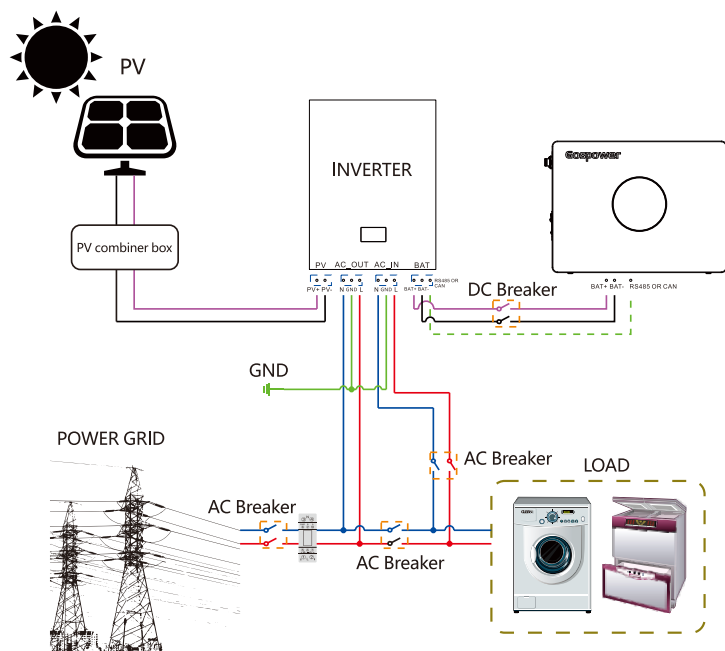 PV
Gospower
INVERTER
PV combiner box
PV AC_OUT AC_IN BAT
PV+ PV- N GND L N GND L BAT+ BAT- RS485 OR
CAN
DC Breaker
BAT+ BAT- RS485 OR CAN
GND
POWER GRID
AC Breaker
LOAD
AC Breaker
AC Breaker